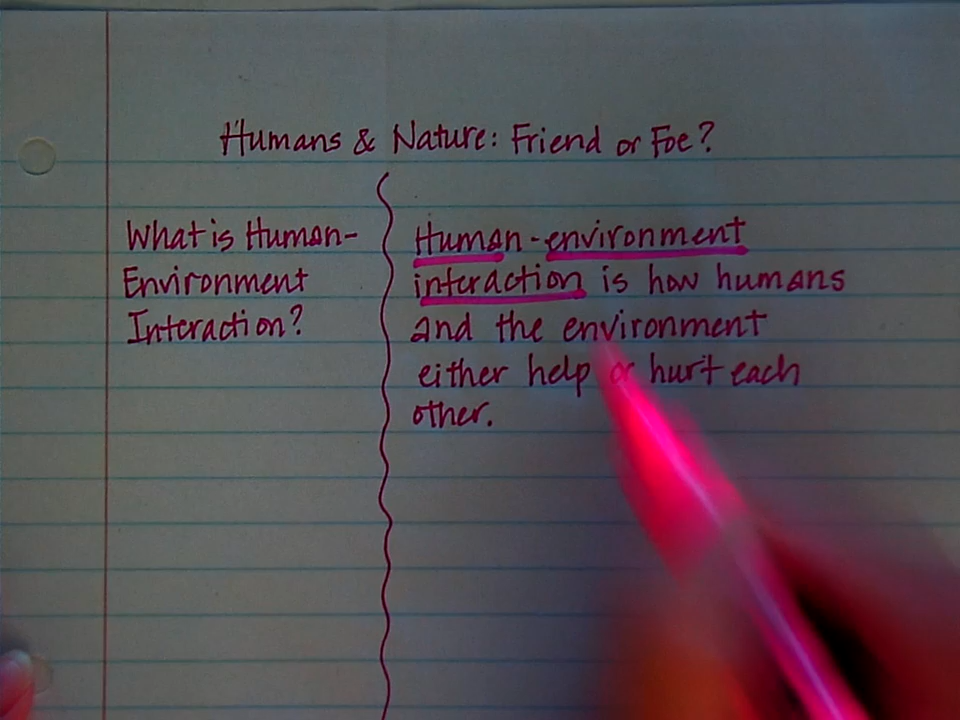 Humans & Nature: Friend or Foe?
What is Human-
Environment
Interaction?
Human-environment
interaction is how humans
and the environment
either help or hurt each
other.